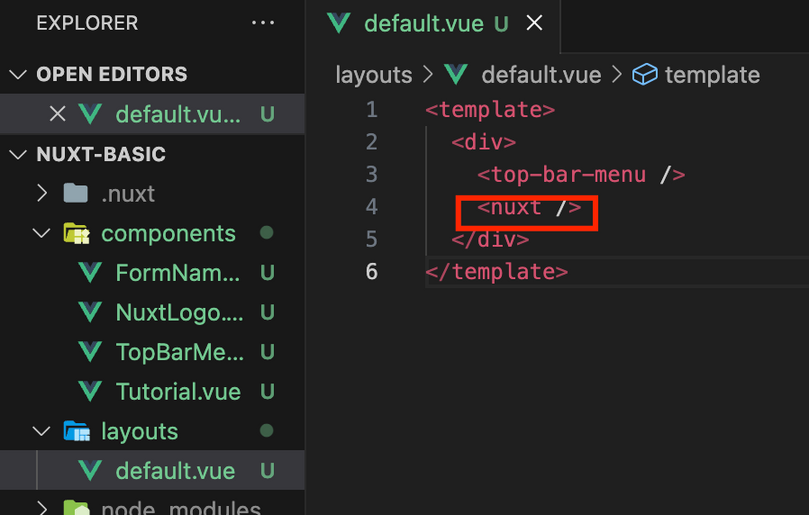 EXPLORER ...
OPEN EDITORS
default.vu... U
NUXT-BASIC
.nuxt
components
FormNam... U
NuxtLogo.... U
TopBarMe... U
Tutorial.vue U
layouts
default.vue U
node_modules
default.vue U
layouts > default.vue > template
1 <template>
2 <div>
3 <top-bar-menu />
4 <nuxt />
5 </div>
6 </template>